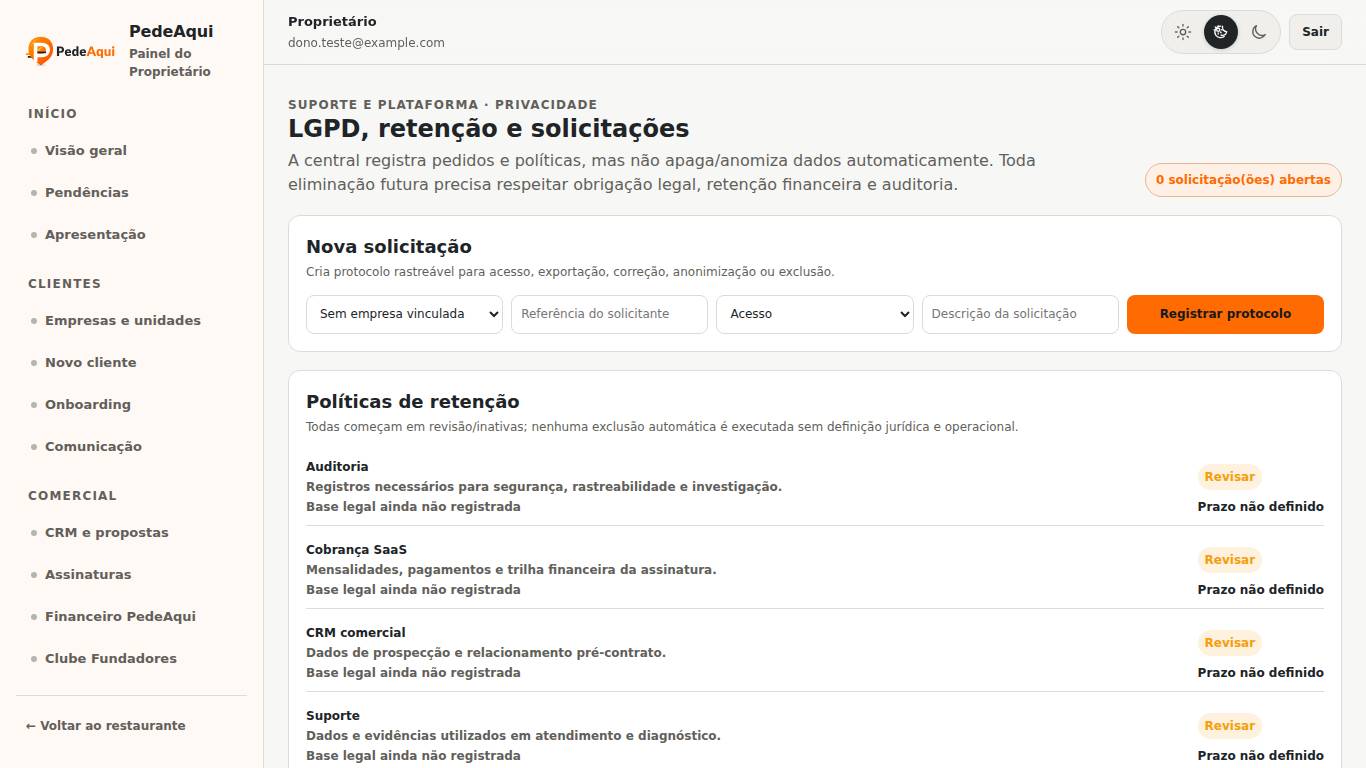 PedeAqui
PedeAqui
Painel do
Proprietário
INÍCIO
Visão geral
Pendências
Apresentação
CLIENTES
Empresas e unidades
Novo cliente
Onboarding
Comunicação
COMERCIAL
CRM e propostas
Assinaturas
Financeiro PedeAqui
Clube Fundadores
← Voltar ao restaurante
Proprietário
dono.teste@example.com
Sair
SUPORTE E PLATAFORMA · PRIVACIDADE
LGPD, retenção e solicitações
A central registra pedidos e políticas, mas não apaga/anomiza dados automaticamente. Toda
eliminação futura precisa respeitar obrigação legal, retenção financeira e auditoria.
0 solicitação(ões) abertas
Nova solicitação
Cria protocolo rastreável para acesso, exportação, correção, anonimização ou exclusão.
Sem empresa vinculada
Referência do solicitante
Acesso
Descrição da solicitação
Registrar protocolo
Políticas de retenção
Todas começam em revisão/inativas; nenhuma exclusão automática é executada sem definição jurídica e operacional.
Auditoria
Registros necessários para segurança, rastreabilidade e investigação.
Base legal ainda não registrada
Revisar
Prazo não definido
Cobrança SaaS
Mensalidades, pagamentos e trilha financeira da assinatura.
Base legal ainda não registrada
Revisar
Prazo não definido
CRM comercial
Dados de prospecção e relacionamento pré-contrato.
Base legal ainda não registrada
Revisar
Prazo não definido
Suporte
Dados e evidências utilizados em atendimento e diagnóstico.
Base legal ainda não registrada
Revisar
Prazo não definido